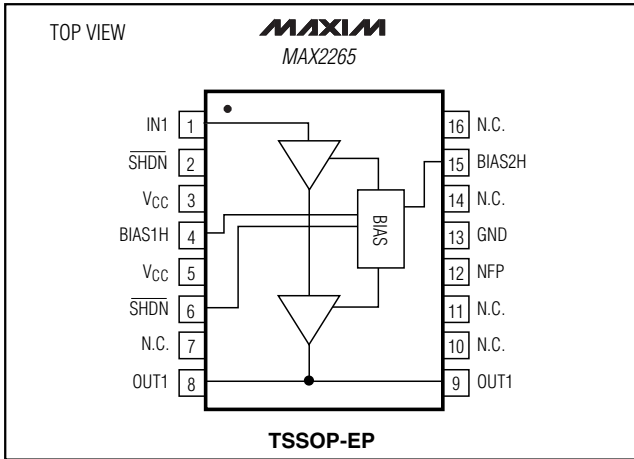 TOP VIEW
MAXIM
MAX2265
IN1 1
SHDN 2
VCC 3
BIAS1H 4
VCC 5
SHDN 6
N.C. 7
OUT1 8
BIAS
16 N.C.
15 BIAS2H
14 N.C.
13 GND
12 NFP
11 N.C.
10 N.C.
9 OUT1
TSSOP-EP